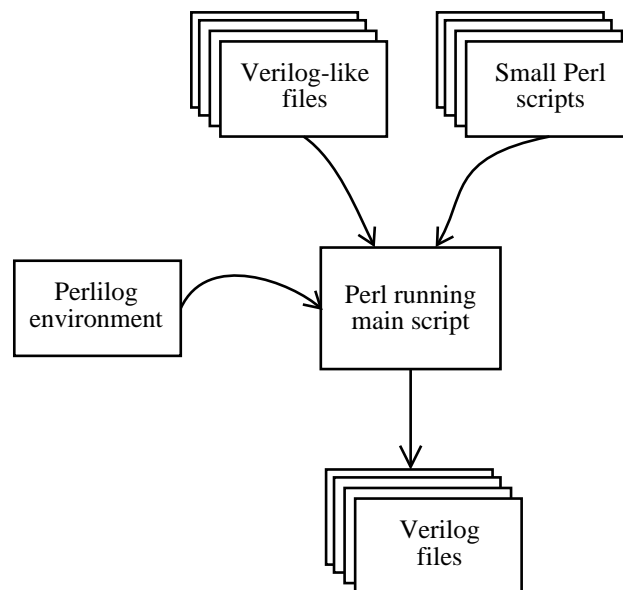 Verilog-like
files
Small Perl
scripts
Perlilog
environment
Perl running
main script
Verilog
files